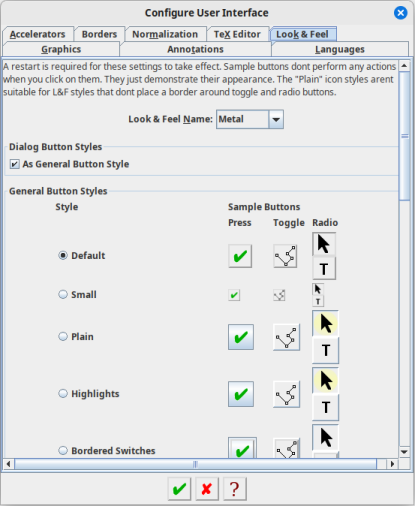 Configure User Interface
Accelerators Borders Normalization TeX Editor Look & Feel
Graphics Annotations Languages
A restart is required for these settings to take effect. Sample buttons dont perform any actions
when you click on them. They just demonstrate their appearance. The "Plain" icon styles arent
suitable for L&F styles that dont place a border around toggle and radio buttons.
Look & Feel Name: Metal
Dialog Button Styles
As General Button Style
General Button Styles
Style Sample Buttons
Press Toggle Radio
Default
T
Small
T
Plain
T
Highlights
T
Bordered Switches
?